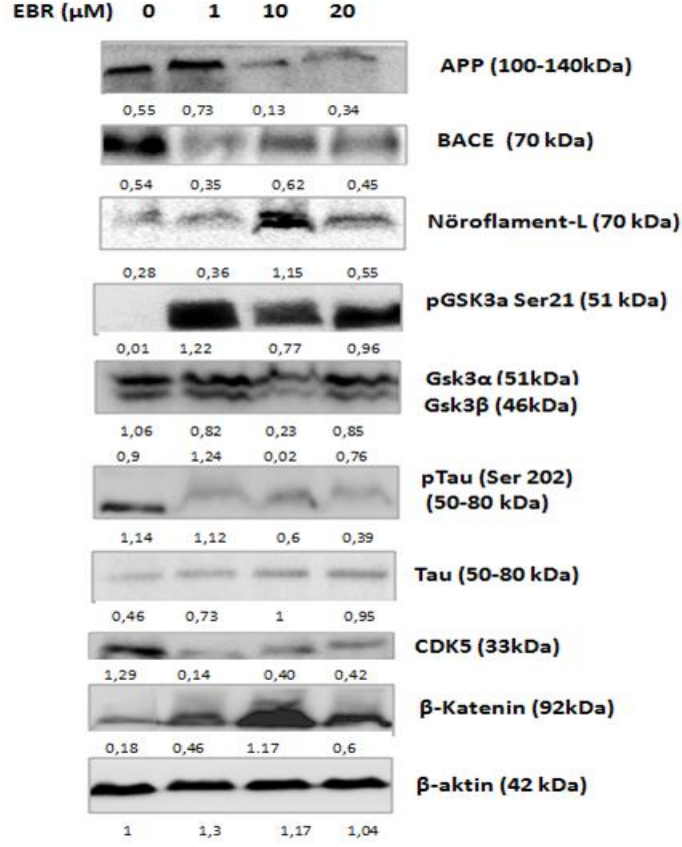 EBR (µM) 0 1 10 20
APP (100-140kDa)
0,55 0,73 0,13 0,34
BACE (70 kDa)
0,54 0,35 0,62 0,45
Nöroflament-L (70 kDa)
0,28 0,36 1,15 0,55
pGSK3a Ser21 (51 kDa)
0,01 1,22 0,77 0,96
Gsk3α (51kDa)
Gsk3β (46kDa)
1,06 0,82 0,23 0,85
0,9 1,24 0,02 0,76
pTau (Ser 202)
(50-80 kDa)
1,14 1,12 0,6 0,39
Tau (50-80 kDa)
0,46 0,73 1 0,95
CDK5 (33kDa)
1,29 0,14 0,40 0,42
β-Katenin (92kDa)
0,18 0,46 1.17 0,6
β-aktin (42 kDa)
1 1,3 1,17 1,04